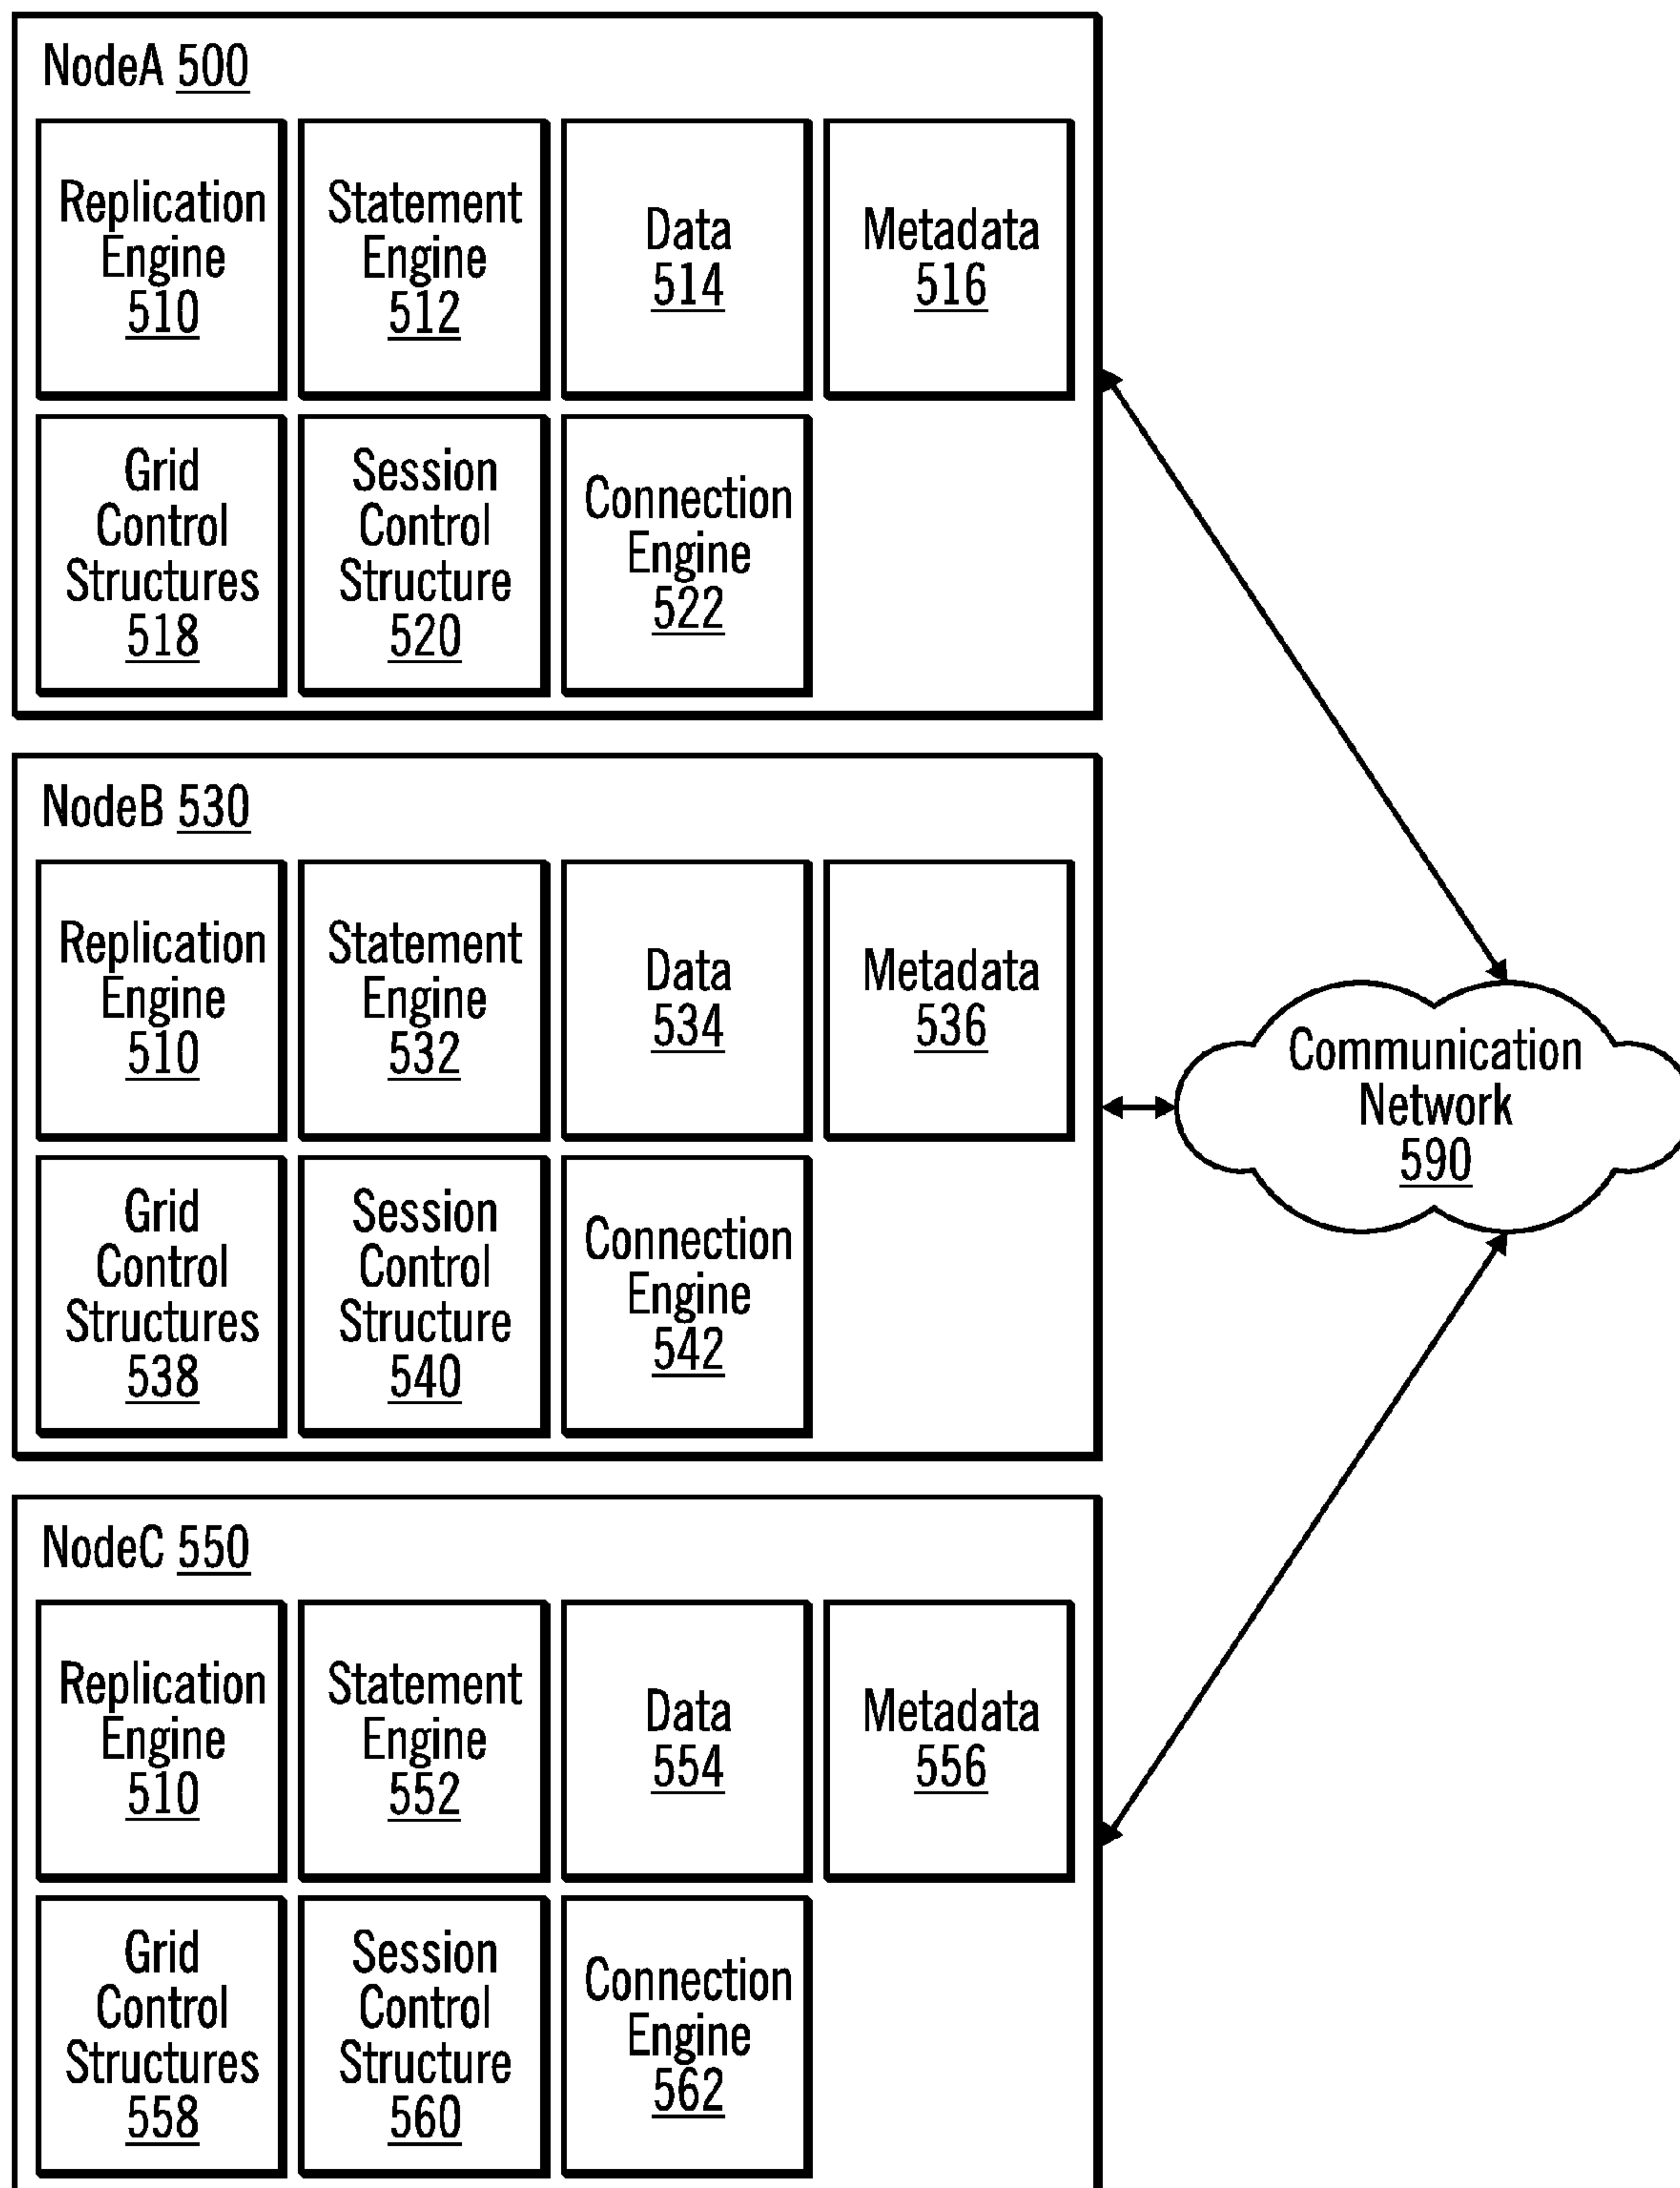 NodeA 500
Replication
Engine
510
Statement
Engine
512
Data
514
Metadata
516
Grid
Control
Structures
518
Session
Control
Structure
520
Connection
Engine
522
NodeB 530
Replication
Engine
510
Statement
Engine
532
Data
534
Metadata
536
Grid
Control
Structures
538
Session
Control
Structure
540
Connection
Engine
542
NodeC 550
Replication
Engine
510
Statement
Engine
552
Data
554
Metadata
556
Grid
Control
Structures
558
Session
Control
Structure
560
Connection
Engine
562
Communication
Network
590